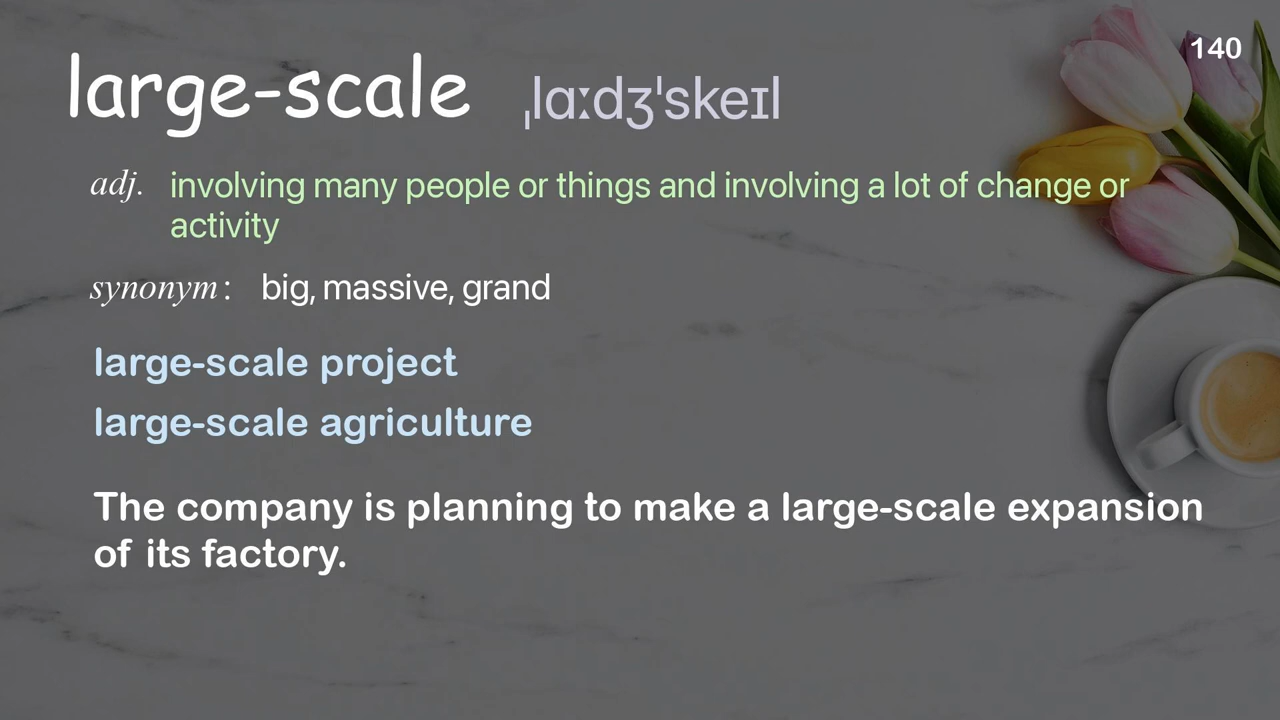 140
large-scale ˌlɑːdʒˈskeɪl
adj. involving many people or things and involving a lot of change or
activity
synonym: big, massive, grand
large-scale project
large-scale agriculture
The company is planning to make a large-scale expansion
of its factory.